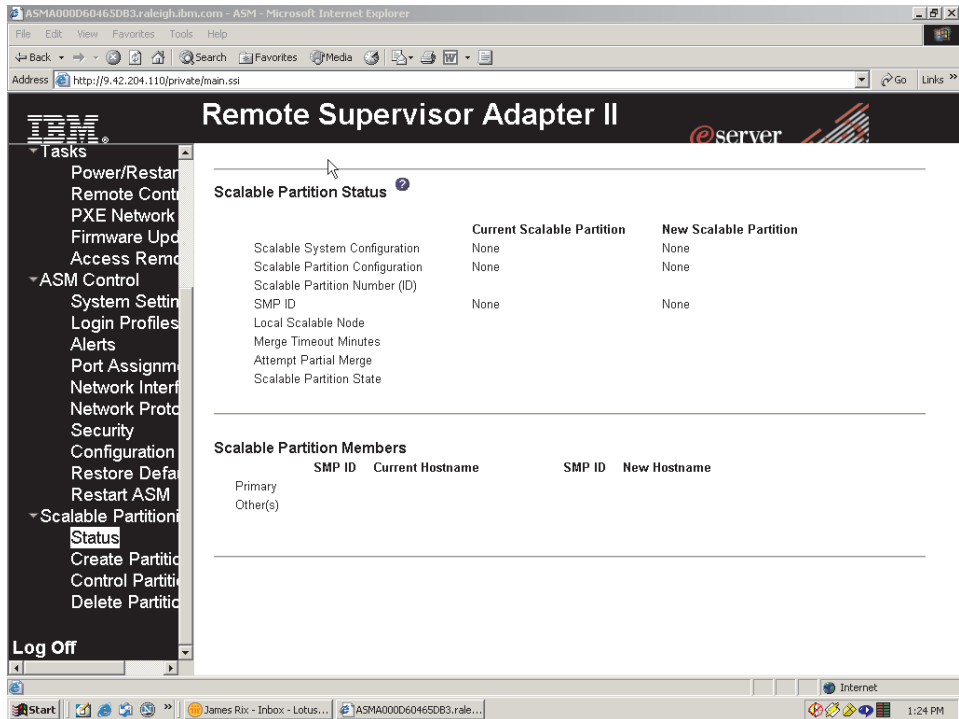 ASMA000D60465DB3.raleigh.ibm.com - ASM - Microsoft Internet Explorer
File Edit View Favorites Tools Help
Back Search Favorites Media
Address http://9.42.204.110/private/main.ssi Go Links »
IBM® Remote Supervisor Adapter II @server
Tasks
Power/Restar
Remote Cont
PXE Network
Firmware Upd
Access Remo
ASM Control
System Settin
Login Profiles
Alerts
Port Assignm
Network Interf
Network Proto
Security
Configuration
Restore Defau
Restart ASM
Scalable Partitioni
Status
Create Partitio
Control Partitio
Delete Partitio
Log Off
Scalable Partition Status ?
Current Scalable Partition New Scalable Partition
Scalable System Configuration None None
Scalable Partition Configuration None None
Scalable Partition Number (ID)
SMP ID None None
Local Scalable Node
Merge Timeout Minutes
Attempt Partial Merge
Scalable Partition State
Scalable Partition Members
SMP ID Current Hostname SMP ID New Hostname
Primary
Other(s)
Internet
Start » James Rix - Inbox - Lotus... ASMA000D60465DB3.rale... 1:24 PM